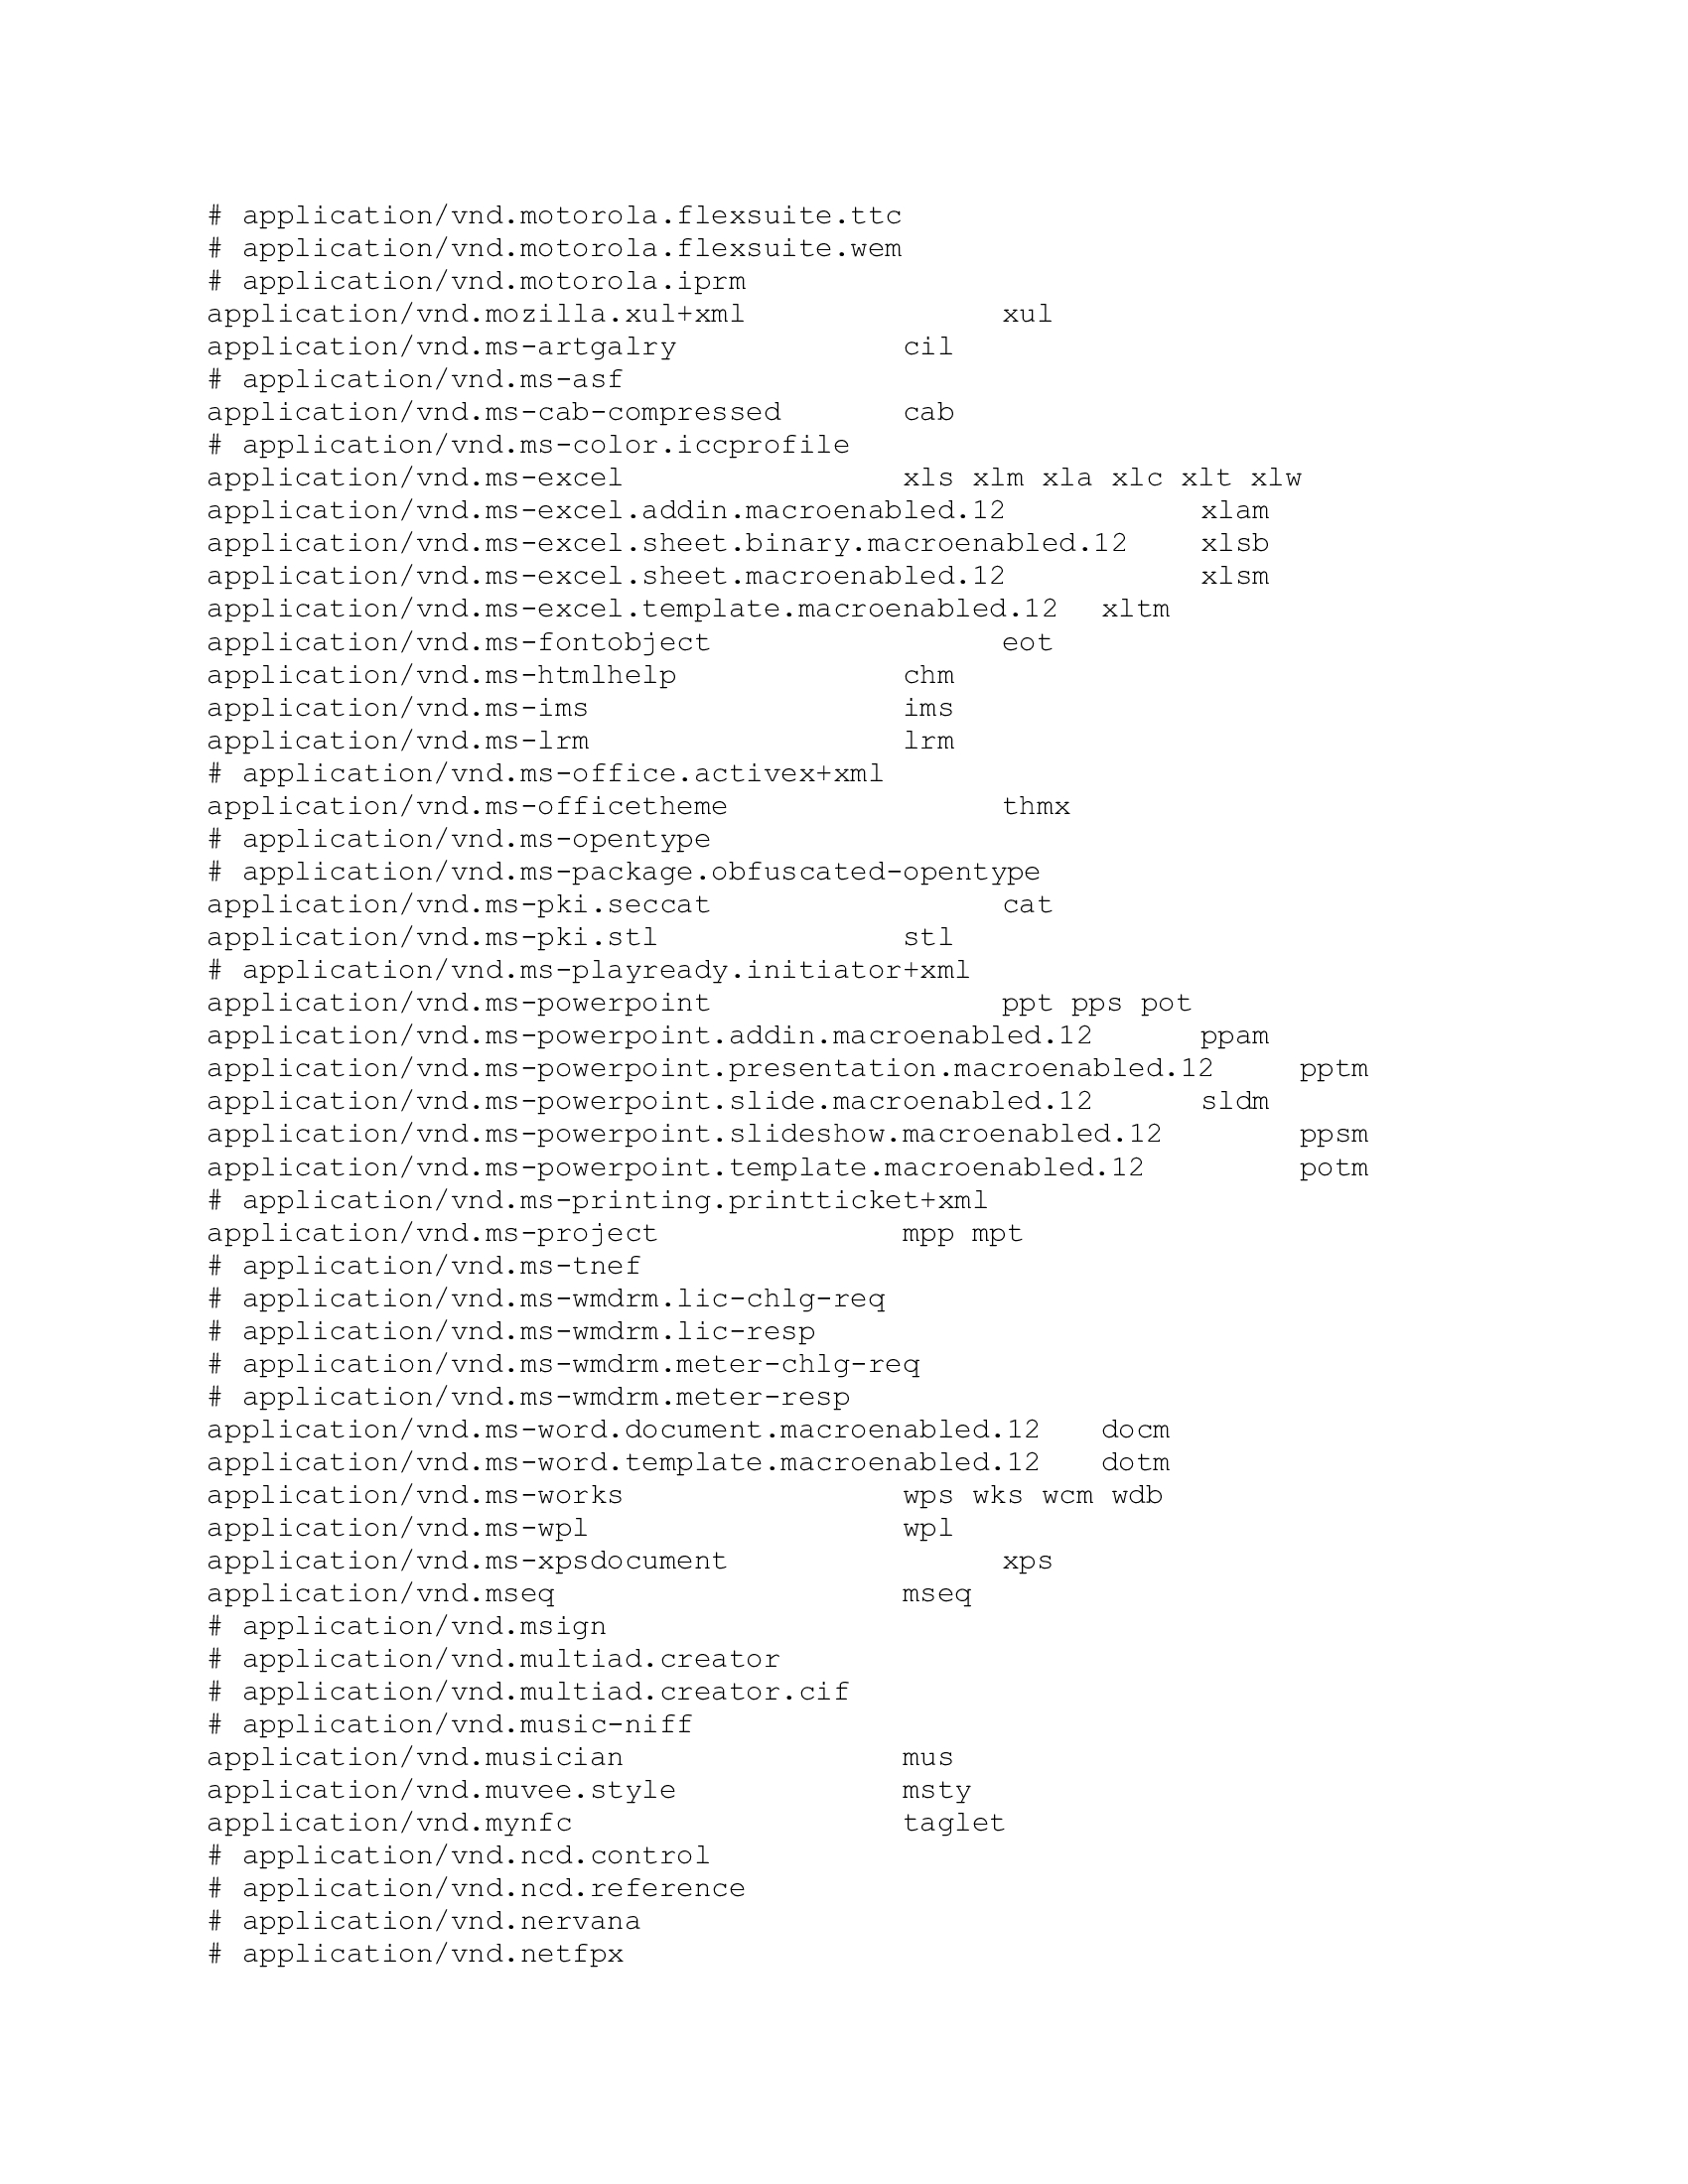 # application/vnd.motorola.flexsuite.ttc
# application/vnd.motorola.flexsuite.wem
# application/vnd.motorola.iprm
application/vnd.mozilla.xul+xml xul
application/vnd.ms-artgalry cil
# application/vnd.ms-asf
application/vnd.ms-cab-compressed cab
# application/vnd.ms-color.iccprofile
application/vnd.ms-excel xls xlm xla xlc xlt xlw
application/vnd.ms-excel.addin.macroenabled.12 xlam
application/vnd.ms-excel.sheet.binary.macroenabled.12 xlsb
application/vnd.ms-excel.sheet.macroenabled.12 xlsm
application/vnd.ms-excel.template.macroenabled.12 xltm
application/vnd.ms-fontobject eot
application/vnd.ms-htmlhelp chm
application/vnd.ms-ims ims
application/vnd.ms-lrm lrm
# application/vnd.ms-office.activex+xml
application/vnd.ms-officetheme thmx
# application/vnd.ms-opentype
# application/vnd.ms-package.obfuscated-opentype
application/vnd.ms-pki.seccat cat
application/vnd.ms-pki.stl stl
# application/vnd.ms-playready.initiator+xml
application/vnd.ms-powerpoint ppt pps pot
application/vnd.ms-powerpoint.addin.macroenabled.12 ppam
application/vnd.ms-powerpoint.presentation.macroenabled.12 pptm
application/vnd.ms-powerpoint.slide.macroenabled.12 sldm
application/vnd.ms-powerpoint.slideshow.macroenabled.12 ppsm
application/vnd.ms-powerpoint.template.macroenabled.12 potm
# application/vnd.ms-printing.printticket+xml
application/vnd.ms-project mpp mpt
# application/vnd.ms-tnef
# application/vnd.ms-wmdrm.lic-chlg-req
# application/vnd.ms-wmdrm.lic-resp
# application/vnd.ms-wmdrm.meter-chlg-req
# application/vnd.ms-wmdrm.meter-resp
application/vnd.ms-word.document.macroenabled.12 docm
application/vnd.ms-word.template.macroenabled.12 dotm
application/vnd.ms-works wps wks wcm wdb
application/vnd.ms-wpl wpl
application/vnd.ms-xpsdocument xps
application/vnd.mseq mseq
# application/vnd.msign
# application/vnd.multiad.creator
# application/vnd.multiad.creator.cif
# application/vnd.music-niff
application/vnd.musician mus
application/vnd.muvee.style msty
application/vnd.mynfc taglet
# application/vnd.ncd.control
# application/vnd.ncd.reference
# application/vnd.nervana
# application/vnd.netfpx